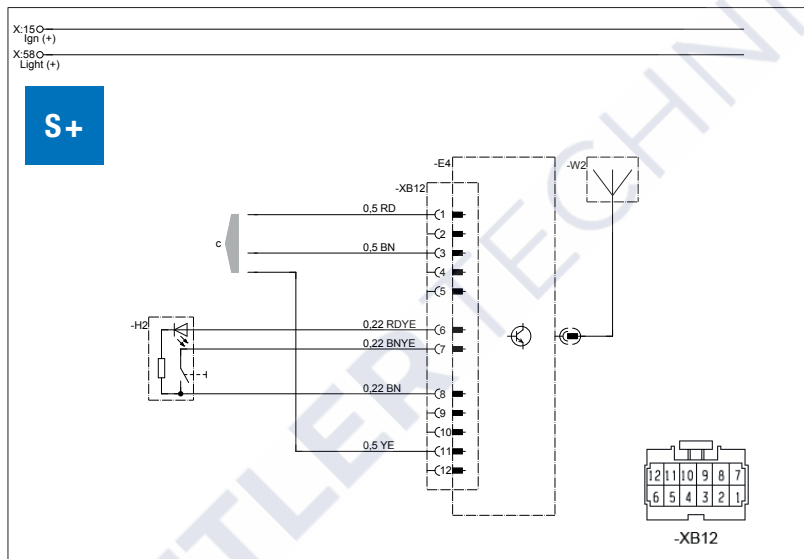 X:15
Ign (+)
X:58
Light (+)
S+
-E4
-W2
-XB12
0,5 RD
1
2
c
0,5 BN
3
4
5
-H2
0,22 RDYE
6
0,22 BNYE
7
0,22 BN
8
9
10
0,5 YE
11
12
12 11 10 9 8 7
6 5 4 3 2 1
-XB12
TLER TECHNI